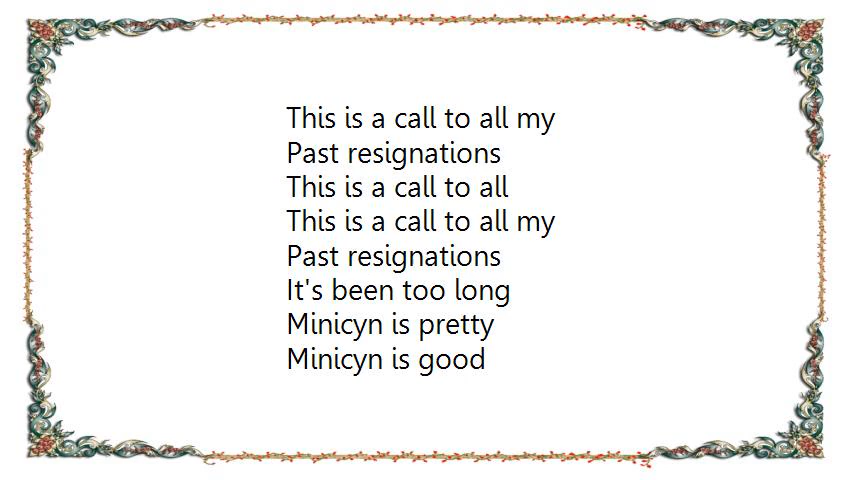 This is a call to all my
Past resignations
This is a call to all
This is a call to all my
Past resignations
It's been too long
Minicyn is pretty
Minicyn is good